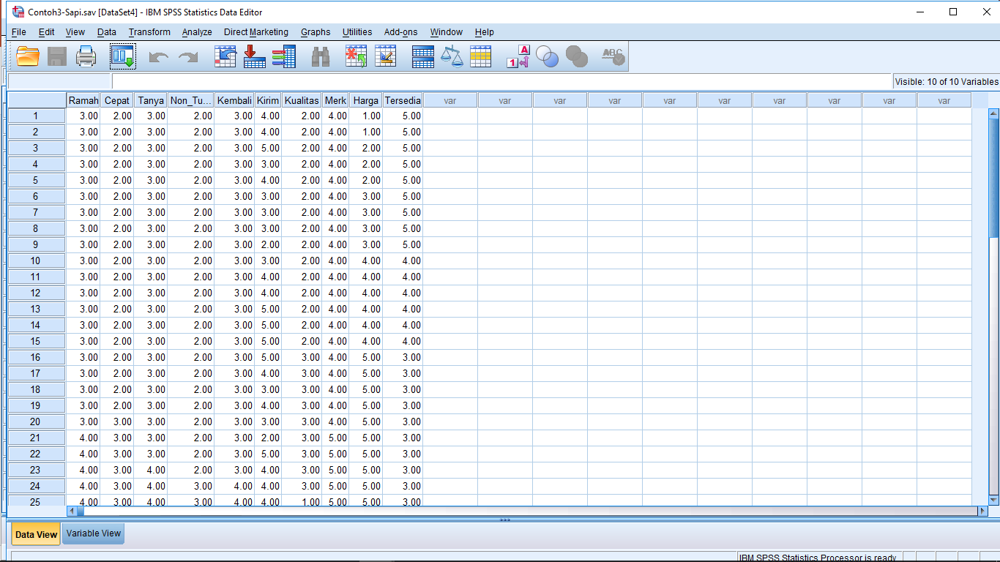 Contoh3-Sapi.sav [DataSet4] - IBM SPSS Statistics Data Editor
File Edit View Data Transform Analyze Direct Marketing Graphs Utilities Add-ons Window Help
A
1
ABC
Visible: 10 of 10 Variables
Ramah Cepat Tanya Non_Tu... Kembali Kirim Kualitas Merk Harga Tersedia var var var var var var var var var var
1 3.00 2.00 3.00 2.00 3.00 4.00 2.00 4.00 1.00 5.00
2 3.00 2.00 3.00 2.00 3.00 4.00 2.00 4.00 1.00 5.00
3 3.00 2.00 3.00 2.00 3.00 5.00 2.00 4.00 2.00 5.00
4 3.00 2.00 3.00 2.00 3.00 3.00 2.00 4.00 2.00 5.00
5 3.00 2.00 3.00 2.00 3.00 4.00 2.00 4.00 2.00 5.00
6 3.00 2.00 3.00 2.00 3.00 3.00 2.00 4.00 3.00 5.00
7 3.00 2.00 3.00 2.00 3.00 3.00 2.00 4.00 3.00 5.00
8 3.00 2.00 3.00 2.00 3.00 3.00 2.00 4.00 3.00 5.00
9 3.00 2.00 3.00 2.00 3.00 2.00 2.00 4.00 3.00 5.00
10 3.00 2.00 3.00 2.00 3.00 3.00 2.00 4.00 4.00 4.00
11 3.00 2.00 3.00 2.00 3.00 4.00 2.00 4.00 4.00 4.00
12 3.00 2.00 3.00 2.00 3.00 4.00 2.00 4.00 4.00 4.00
13 3.00 2.00 3.00 2.00 3.00 5.00 2.00 4.00 4.00 4.00
14 3.00 2.00 3.00 2.00 3.00 5.00 2.00 4.00 4.00 4.00
15 3.00 2.00 3.00 2.00 3.00 5.00 2.00 4.00 4.00 4.00
16 3.00 2.00 3.00 2.00 3.00 5.00 3.00 4.00 5.00 3.00
17 3.00 2.00 3.00 2.00 3.00 4.00 3.00 4.00 5.00 3.00
18 3.00 2.00 3.00 2.00 3.00 3.00 3.00 4.00 5.00 3.00
19 3.00 2.00 3.00 2.00 3.00 4.00 3.00 4.00 5.00 3.00
20 3.00 3.00 3.00 2.00 3.00 3.00 3.00 4.00 5.00 3.00
21 4.00 3.00 3.00 2.00 3.00 2.00 3.00 5.00 5.00 3.00
22 4.00 3.00 3.00 2.00 3.00 5.00 3.00 5.00 5.00 3.00
23 4.00 3.00 4.00 2.00 3.00 4.00 3.00 5.00 5.00 3.00
24 4.00 3.00 4.00 3.00 4.00 4.00 3.00 5.00 5.00 3.00
25 4.00 3.00 4.00 3.00 4.00 4.00 1.00 5.00 5.00 3.00
Data View Variable View
IBM SPSS Statistics Processor is ready